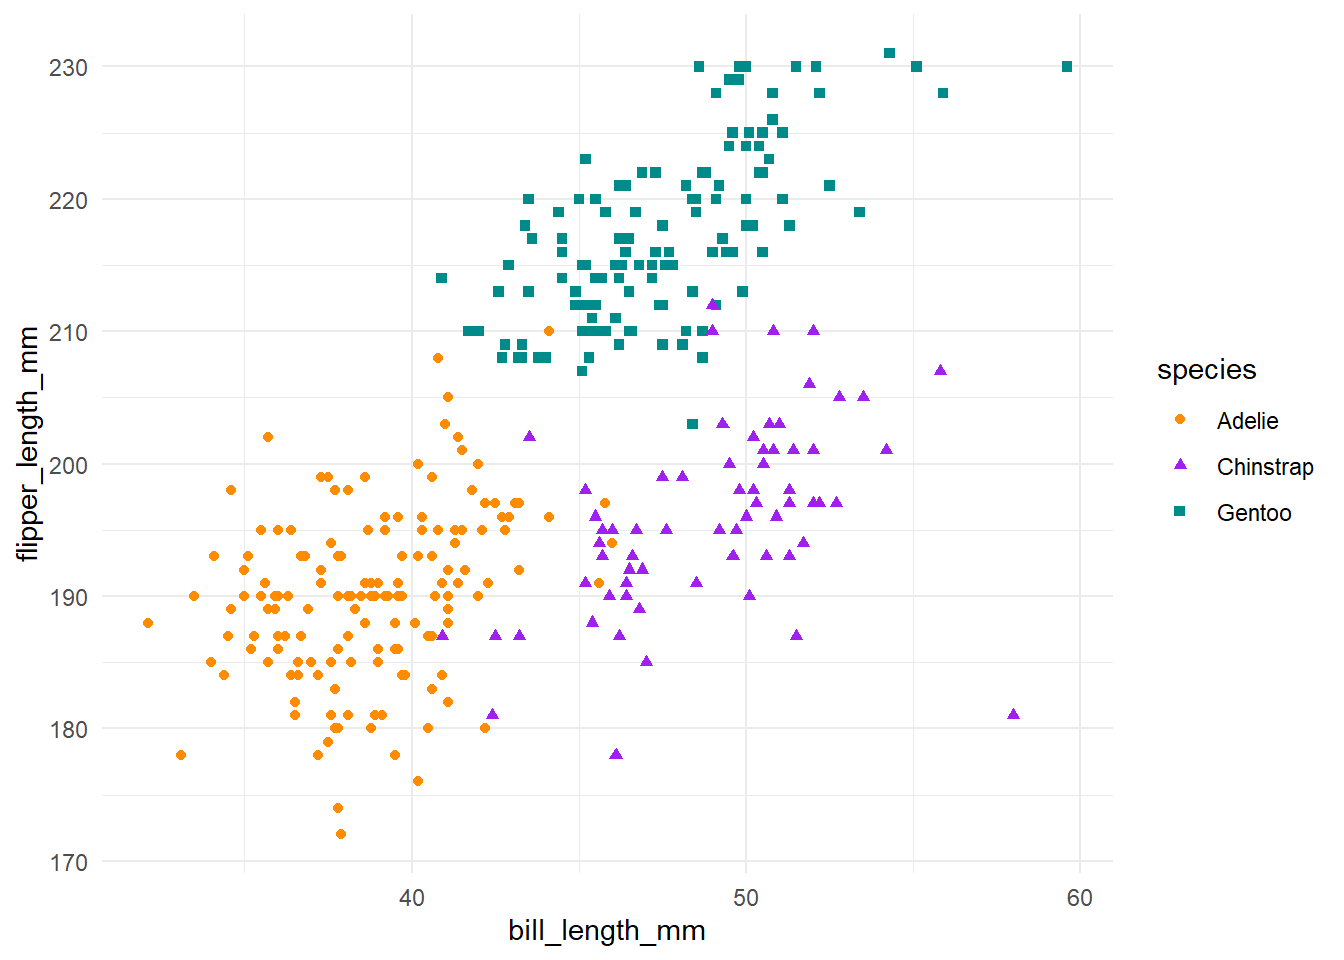 230
220
210
200
190
180
170
flipper_length_mm
40 50 60
bill_length_mm
species
Adelie
Chinstrap
Gentoo